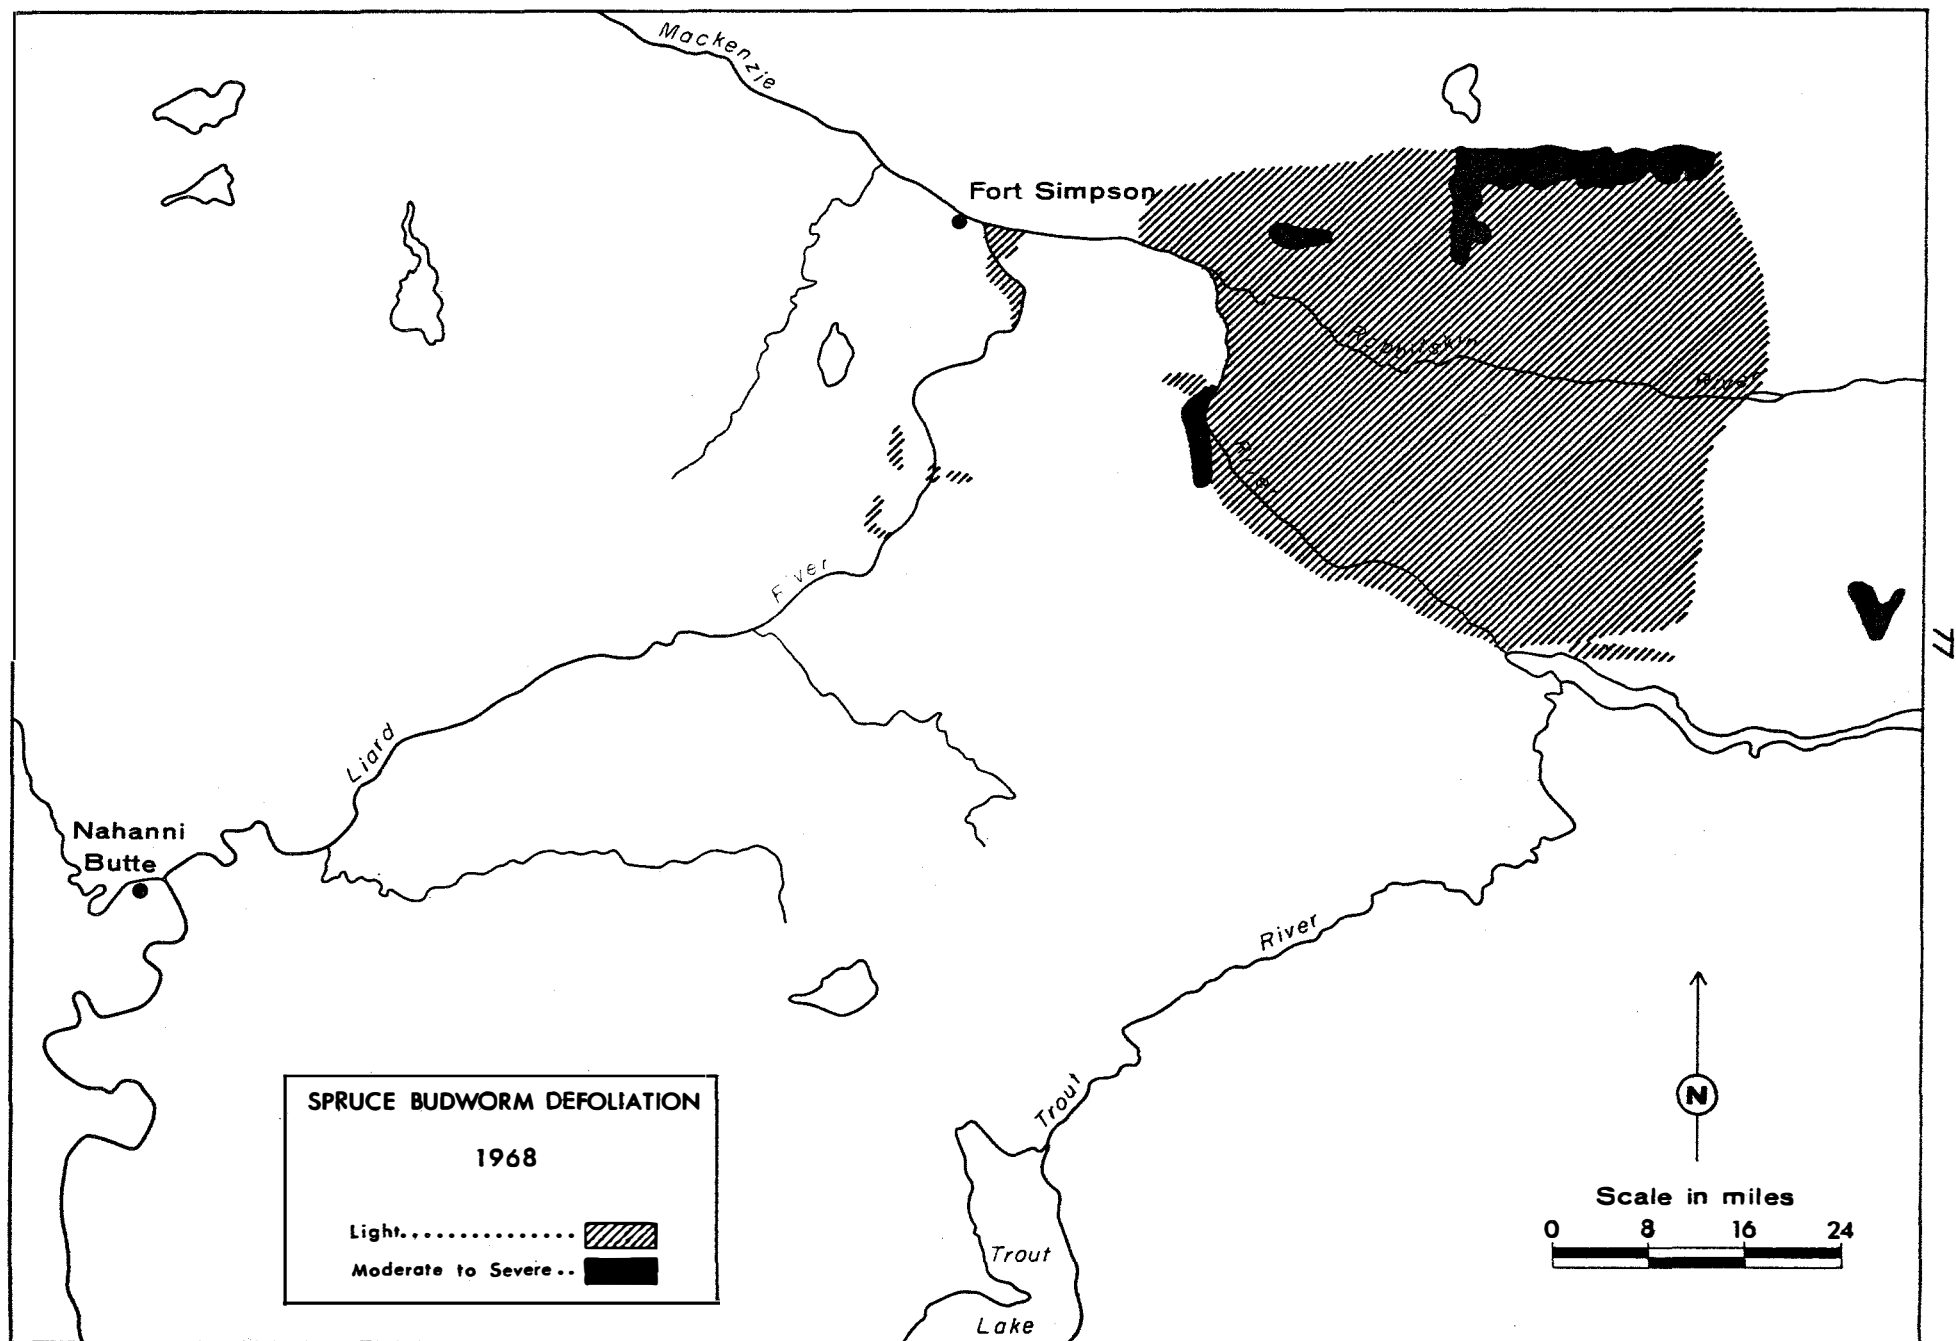 Mackenzie
Fort Simpson
Rabbitskin
River
River
River
Liard
Nahanni
Butte
River
Trout
Trout
Lake
77
SPRUCE BUDWORM DEFOLIATION
1968
Light...............
Moderate to Severe..
N
Scale in miles
0 8 16 24